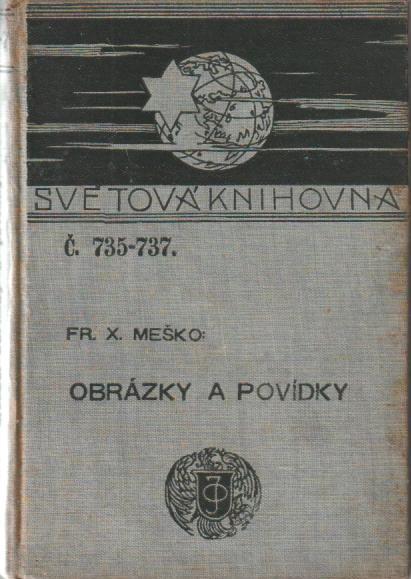 SVĚTOVÁ KNIHOVNA
Č. 735-737.
FR. X. MEŠKO:
OBRÁZKY A POVÍDKY